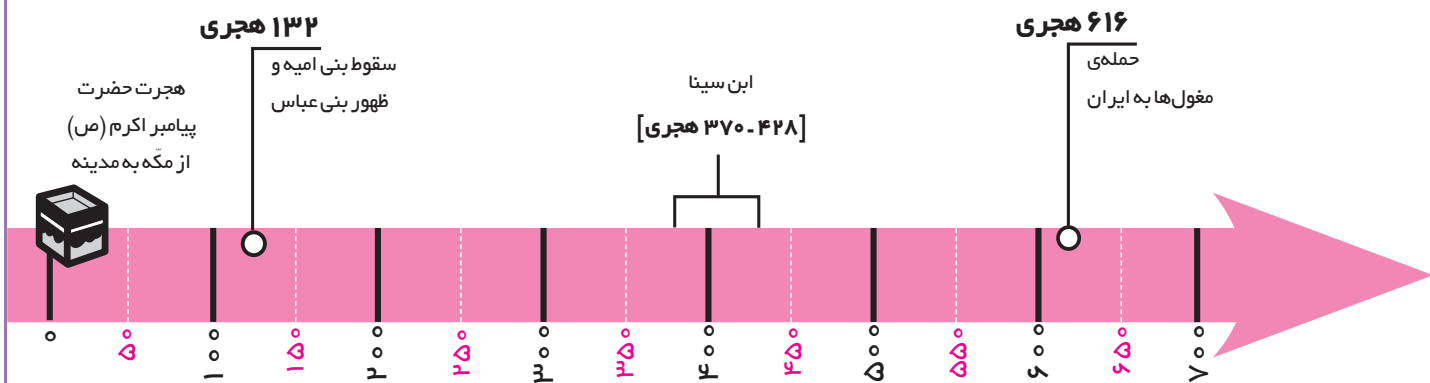 ۶۱۶ هجری
حمله‌ی
مغول‌ها به ایران
ابن سینا
[۳۷۰-۴۲۸ هجری]
۱۳۲ هجری
سقوط بنی امیه و
ظهور بنی عباس
هجرت حضرت
پیامبر اکرم (ص)
از مکّه به مدینه
۰
۵۰
۱۰۰
۱۵۰
۲۰۰
۲۵۰
۳۰۰
۳۵۰
۴۰۰
۴۵۰
۵۰۰
۵۵۰
۶۰۰
۶۵۰
۷۰۰